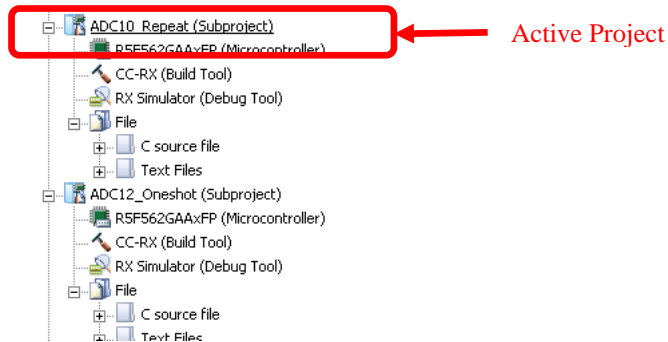 ADC10_Repeat (Subproject)
Active Project
R5F562GAAxFP (Microcontroller)
CC-RX (Build Tool)
RX Simulator (Debug Tool)
File
C source file
Text Files
ADC12_Oneshot (Subproject)
R5F562GAAxFP (Microcontroller)
CC-RX (Build Tool)
RX Simulator (Debug Tool)
File
C source file
Text Files